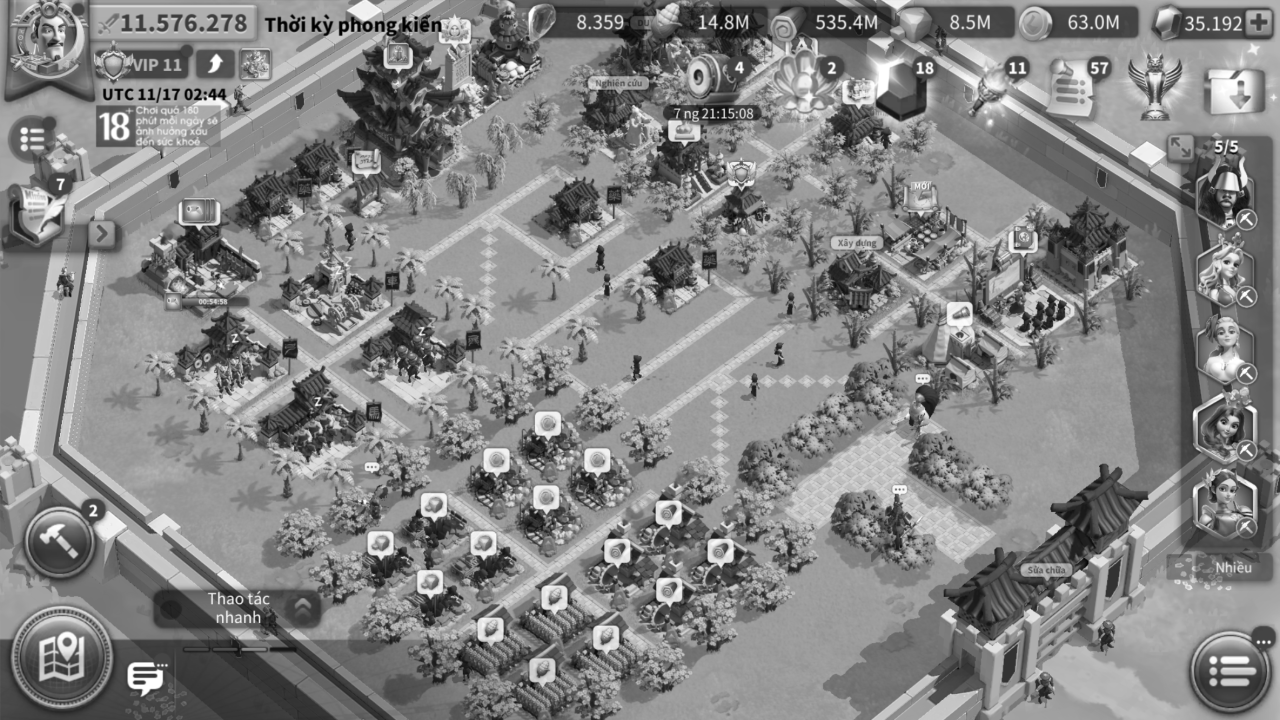 11.576.278
Thời kỳ phong kiến
8.359
14.8M
535.4M
8.5M
63.0M
35.192
VIP 11
UTC 11/17 02:44
18
Chơi quá 180
phút mỗi ngày sẽ
ảnh hưởng xấu
đến sức khoẻ
Nghiên cứu
4
2
18
11
57
7 ng 21:15:08
5/5
7
MỚI
Xây dựng
00:54:58
z
z
z
2
Sửa chữa
Nhiều
Thao tác
nhanh